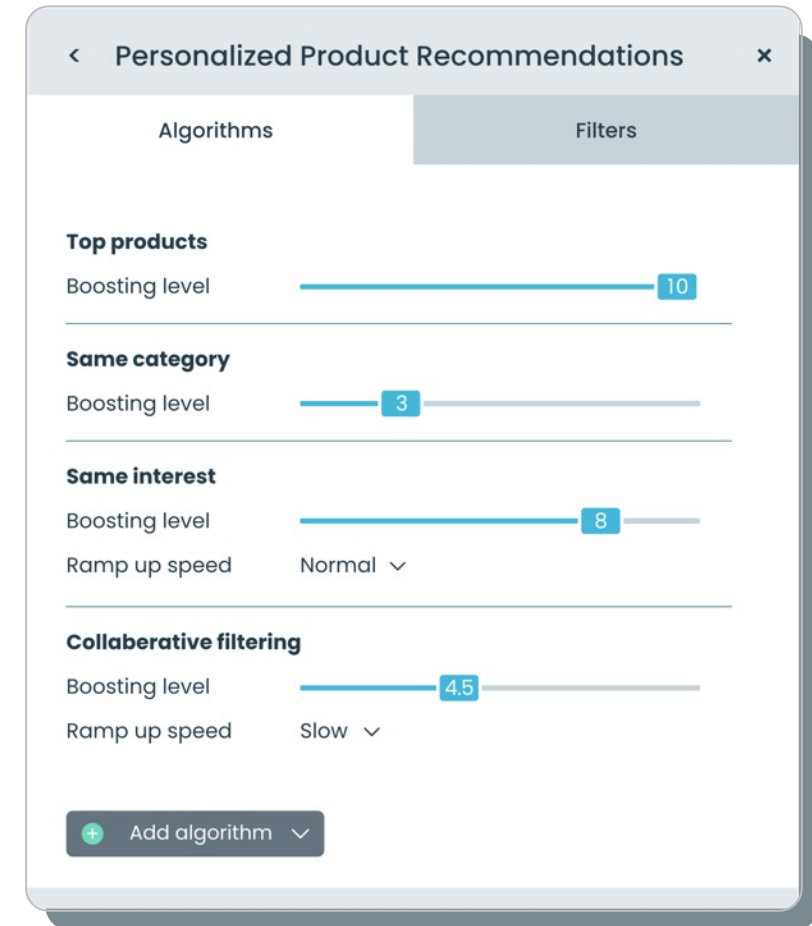 < Personalized Product Recommendations ×
Algorithms Filters
Top products
Boosting level 10
Same category
Boosting level 3
Same interest
Boosting level 8
Ramp up speed Normal
Collaberative filtering
Boosting level 4.5
Ramp up speed Slow
+ Add algorithm